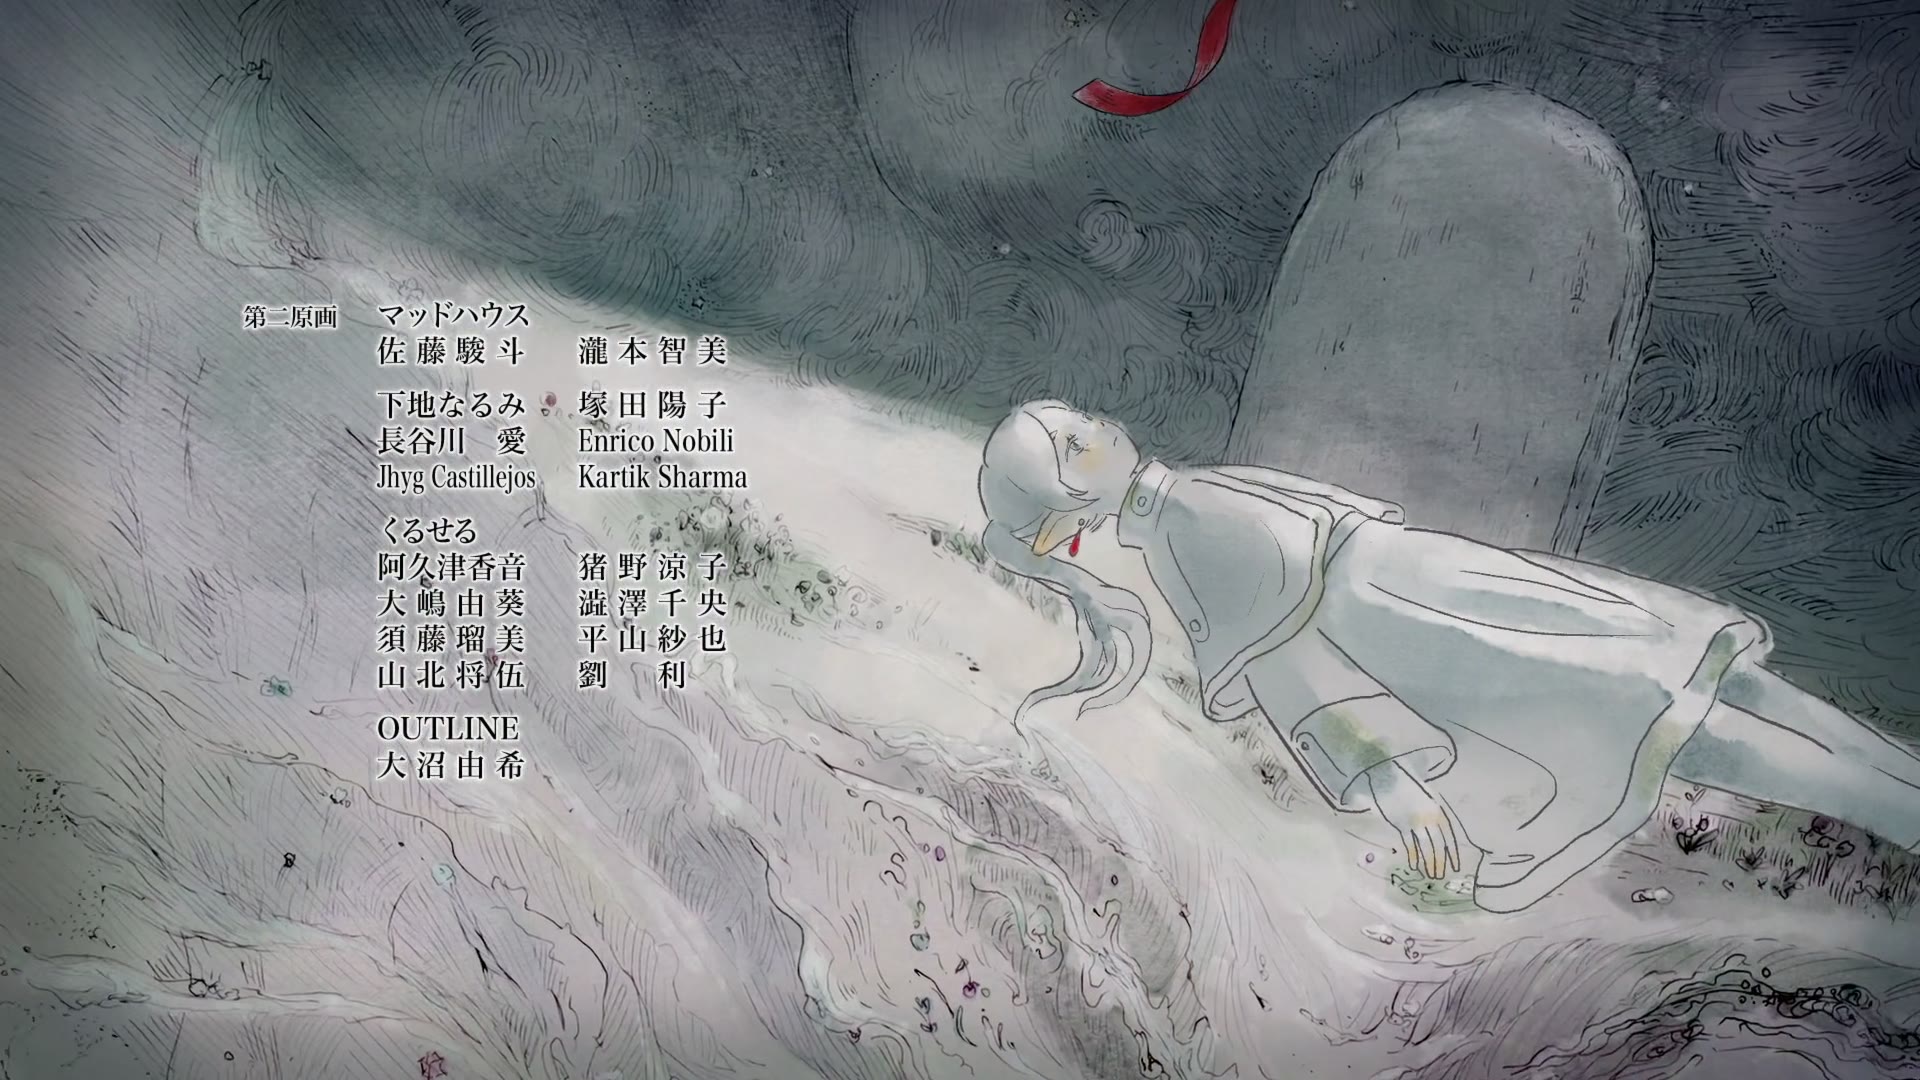 第二原画 マッドハウス
佐藤駿斗 瀧本智美
下地なるみ 塚田陽子
長谷川 愛 Enrico Nobili
Jhyg Castillejos Kartik Sharma
くるせる
阿久津香音 猪野涼子
大嶋由葵 澁澤千央
須藤瑠美 平山紗也
山北将伍 劉 利
OUTLINE
大沼由希